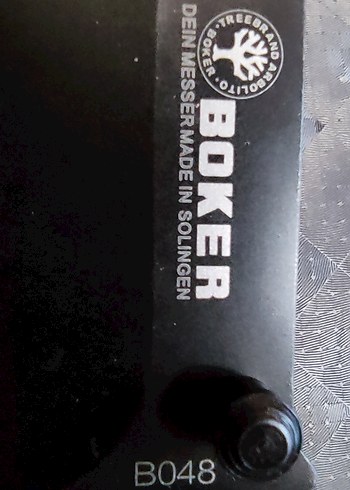 TREEBRAND ARBOLITO BOKER
BOKER
DEIN MESSER MADE IN SOLINGEN
B048